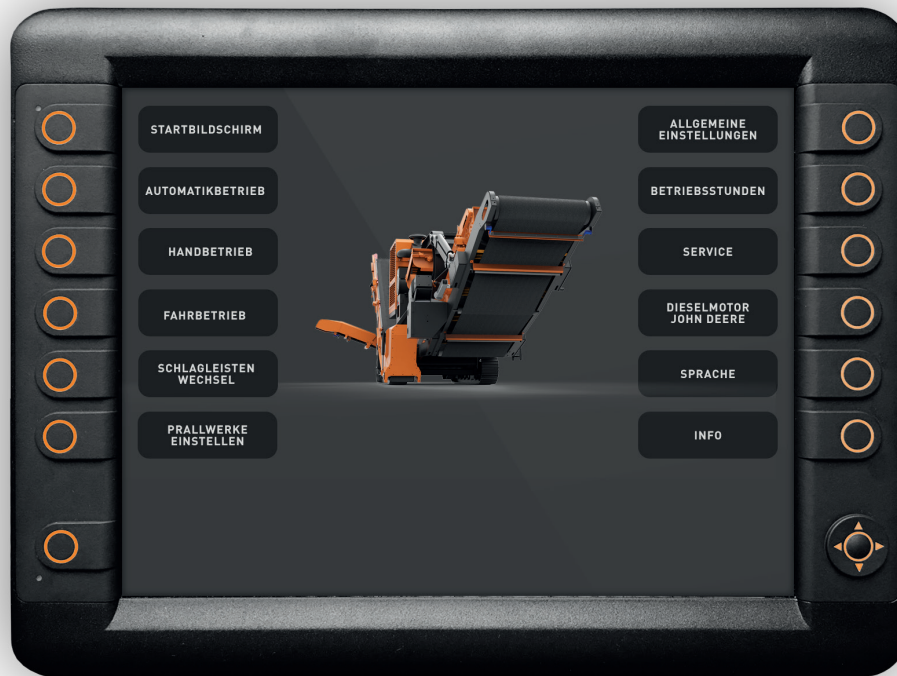 STARTBILDSCHIRM
AUTOMATIKBETRIEB
HANDBETRIEB
FAHRBETRIEB
SCHLAGLEISTEN
WECHSEL
PRALLWERKE
EINSTELLEN
ALLGEMEINE
EINSTELLUNGEN
BETRIEBSSTUNDEN
SERVICE
DIESELMOTOR
JOHN DEERE
SPRACHE
INFO